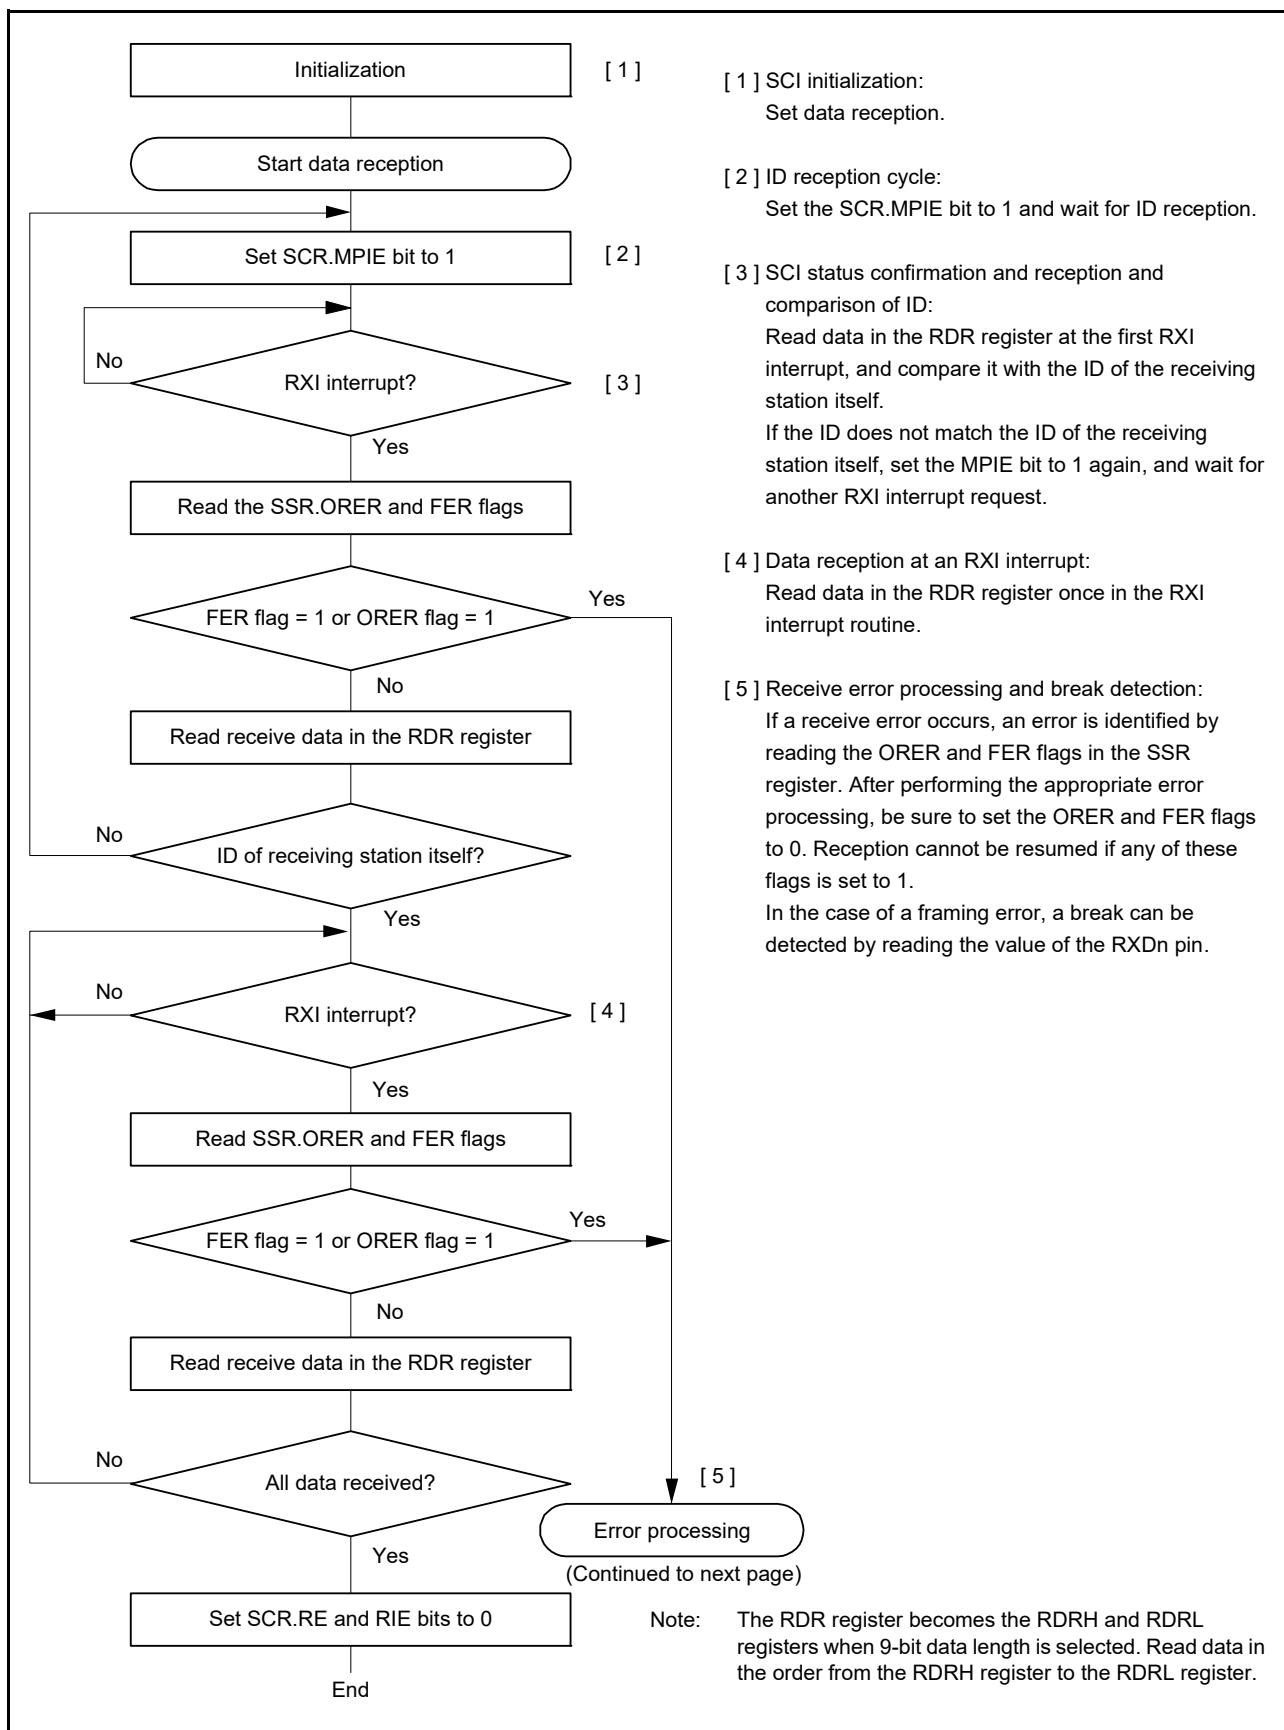 Initialization
[ 1 ]
Start data reception
Set SCR.MPIE bit to 1
[ 2 ]
No
RXI interrupt?
[ 3 ]
Yes
Read the SSR.ORER and FER flags
FER flag = 1 or ORER flag = 1
Yes
No
Read receive data in the RDR register
No
ID of receiving station itself?
Yes
No
RXI interrupt?
[ 4 ]
Yes
Read SSR.ORER and FER flags
FER flag = 1 or ORER flag = 1
Yes
No
Read receive data in the RDR register
No
All data received?
Yes
[ 5 ]
Error processing
(Continued to next page)
Set SCR.RE and RIE bits to 0
End
[ 1 ] SCI initialization:
Set data reception.
[ 2 ] ID reception cycle:
Set the SCR.MPIE bit to 1 and wait for ID reception.
[ 3 ] SCI status confirmation and reception and
comparison of ID:
Read data in the RDR register at the first RXI
interrupt, and compare it with the ID of the receiving
station itself.
If the ID does not match the ID of the receiving
station itself, set the MPIE bit to 1 again, and wait for
another RXI interrupt request.
[ 4 ] Data reception at an RXI interrupt:
Read data in the RDR register once in the RXI
interrupt routine.
[ 5 ] Receive error processing and break detection:
If a receive error occurs, an error is identified by
reading the ORER and FER flags in the SSR
register. After performing the appropriate error
processing, be sure to set the ORER and FER flags
to 0. Reception cannot be resumed if any of these
flags is set to 1.
In the case of a framing error, a break can be
detected by reading the value of the RXDn pin.
Note: The RDR register becomes the RDRH and RDRL
registers when 9-bit data length is selected. Read data in
the order from the RDRH register to the RDRL register.